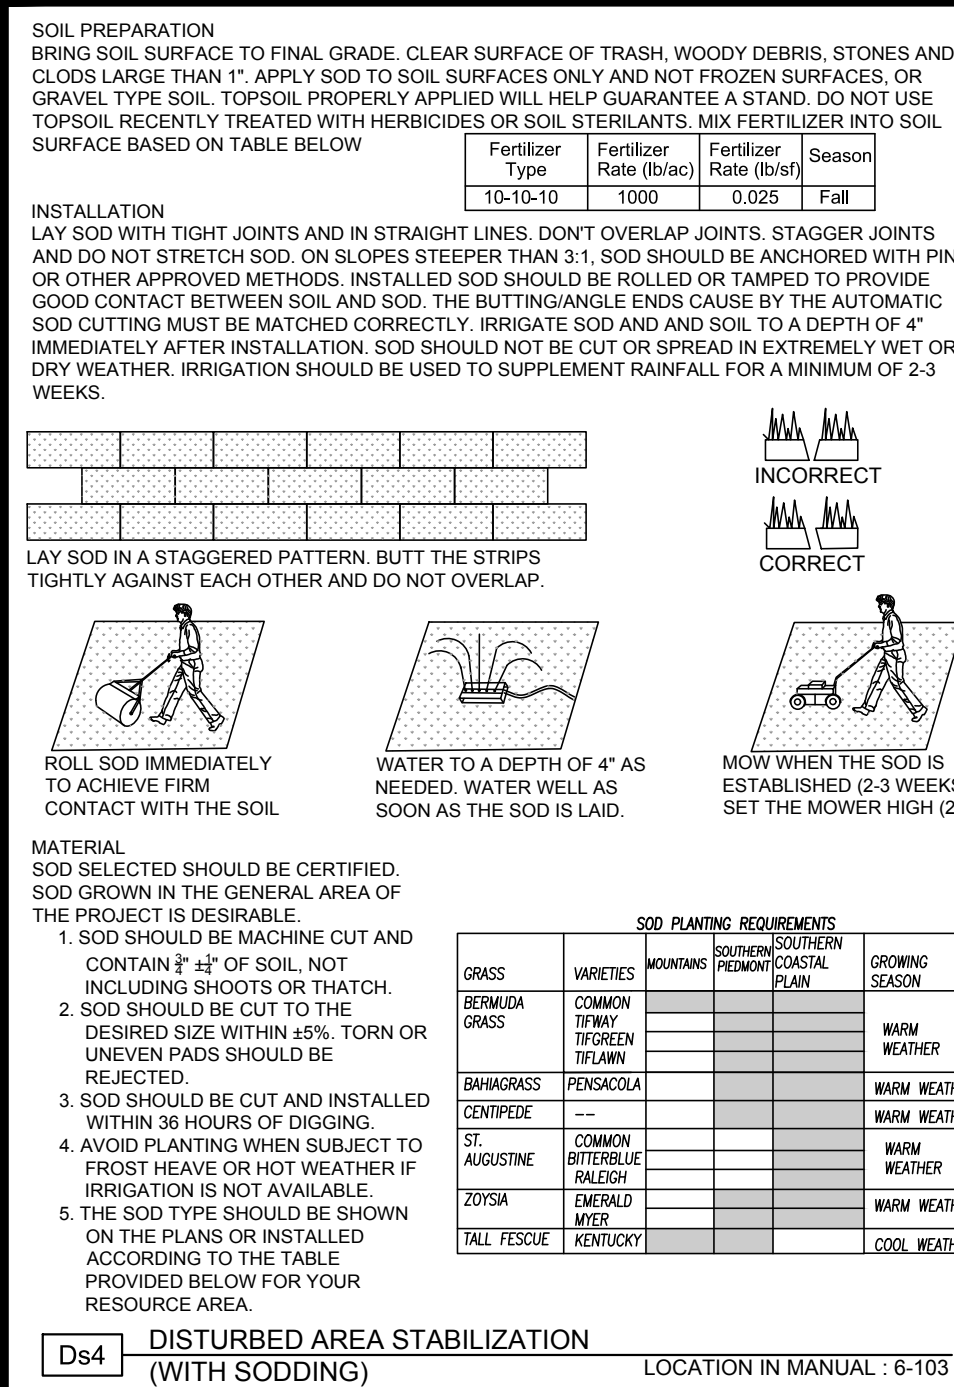 SOIL PREPARATION
BRING SOIL SURFACE TO FINAL GRADE. CLEAR SURFACE OF TRASH, WOODY DEBRIS, STONES AND
CLODS LARGE THAN 1". APPLY SOD TO SOIL SURFACES ONLY AND NOT FROZEN SURFACES, OR
GRAVEL TYPE SOIL. TOPSOIL PROPERLY APPLIED WILL HELP GUARANTEE A STAND. DO NOT USE
TOPSOIL RECENTLY TREATED WITH HERBICIDES OR SOIL STERILANTS. MIX FERTILIZER INTO SOIL
SURFACE BASED ON TABLE BELOW
Fertilizer Type Fertilizer Rate (lb/ac) Fertilizer Rate (lb/sf) Season
10-10-10 1000 0.025 Fall
INSTALLATION
LAY SOD WITH TIGHT JOINTS AND IN STRAIGHT LINES. DON'T OVERLAP JOINTS. STAGGER JOINTS
AND DO NOT STRETCH SOD. ON SLOPES STEEPER THAN 3:1, SOD SHOULD BE ANCHORED WITH PIN
OR OTHER APPROVED METHODS. INSTALLED SOD SHOULD BE ROLLED OR TAMPED TO PROVIDE
GOOD CONTACT BETWEEN SOIL AND SOD. THE BUTTING/ANGLE ENDS CAUSE BY THE AUTOMATIC
SOD CUTTING MUST BE MATCHED CORRECTLY. IRRIGATE SOD AND AND SOIL TO A DEPTH OF 4"
IMMEDIATELY AFTER INSTALLATION. SOD SHOULD NOT BE CUT OR SPREAD IN EXTREMELY WET OR
DRY WEATHER. IRRIGATION SHOULD BE USED TO SUPPLEMENT RAINFALL FOR A MINIMUM OF 2-3
WEEKS.
INCORRECT
CORRECT
LAY SOD IN A STAGGERED PATTERN. BUTT THE STRIPS
TIGHTLY AGAINST EACH OTHER AND DO NOT OVERLAP.
ROLL SOD IMMEDIATELY
TO ACHIEVE FIRM
CONTACT WITH THE SOIL
WATER TO A DEPTH OF 4" AS
NEEDED. WATER WELL AS
SOON AS THE SOD IS LAID.
MOW WHEN THE SOD IS
ESTABLISHED (2-3 WEEKS
SET THE MOWER HIGH (2
MATERIAL
SOD SELECTED SHOULD BE CERTIFIED.
SOD GROWN IN THE GENERAL AREA OF
THE PROJECT IS DESIRABLE.
1. SOD SHOULD BE MACHINE CUT AND
CONTAIN 3/4" ±1/4" OF SOIL, NOT
INCLUDING SHOOTS OR THATCH.
2. SOD SHOULD BE CUT TO THE
DESIRED SIZE WITHIN ±5%. TORN OR
UNEVEN PADS SHOULD BE
REJECTED.
3. SOD SHOULD BE CUT AND INSTALLED
WITHIN 36 HOURS OF DIGGING.
4. AVOID PLANTING WHEN SUBJECT TO
FROST HEAVE OR HOT WEATHER IF
IRRIGATION IS NOT AVAILABLE.
5. THE SOD TYPE SHOULD BE SHOWN
ON THE PLANS OR INSTALLED
ACCORDING TO THE TABLE
PROVIDED BELOW FOR YOUR
RESOURCE AREA.
SOD PLANTING REQUIREMENTS
GRASS VARIETIES MOUNTAINS SOUTHERN PIEDMONT SOUTHERN COASTAL PLAIN GROWING SEASON
BERMUDA GRASS COMMON WARM WEATHER
TIFWAY
TIFGREEN
TIFLAWN
BAHIAGRASS PENSACOLA WARM WEATH
CENTIPEDE -- WARM WEATH
ST. AUGUSTINE COMMON WARM WEATHER
BITTERBLUE
RALEIGH
ZOYSIA EMERALD WARM WEATH
MYER
TALL FESCUE KENTUCKY COOL WEATH
Ds4 DISTURBED AREA STABILIZATION
(WITH SODDING)
LOCATION IN MANUAL : 6-103